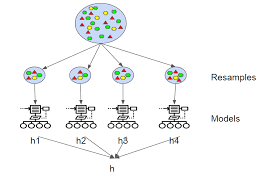 Resamples
Models
h1 h2 h3 h4
h